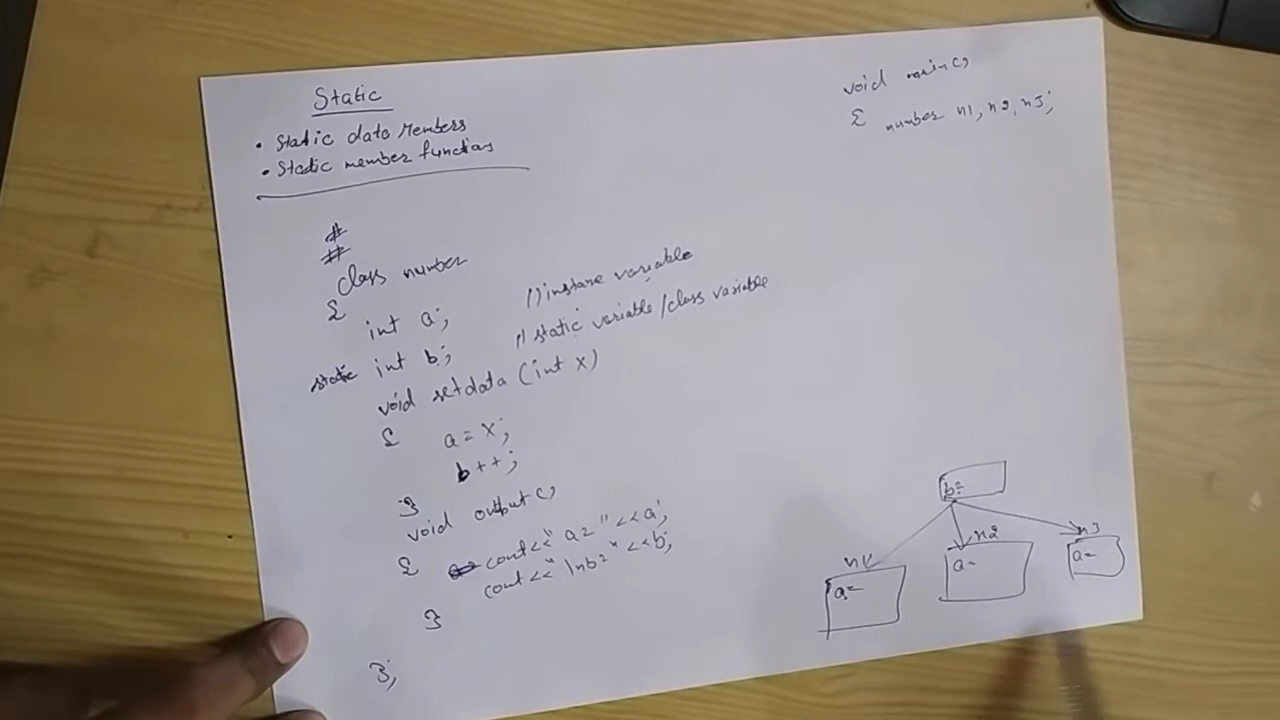 Static
• Static data Members
• Static member functions
#
#
class number
{
int a; //instane variable
static int b; // static variable/class variable
void setdata (int x)
{ a = x;
b++;
}
void output()
{ cout<<"a="<<a;
cout<<"\nb="<<b;
}
};
void main()
{ number n1, n2, n3;
b=
n1 n2 n3
a= a= a=